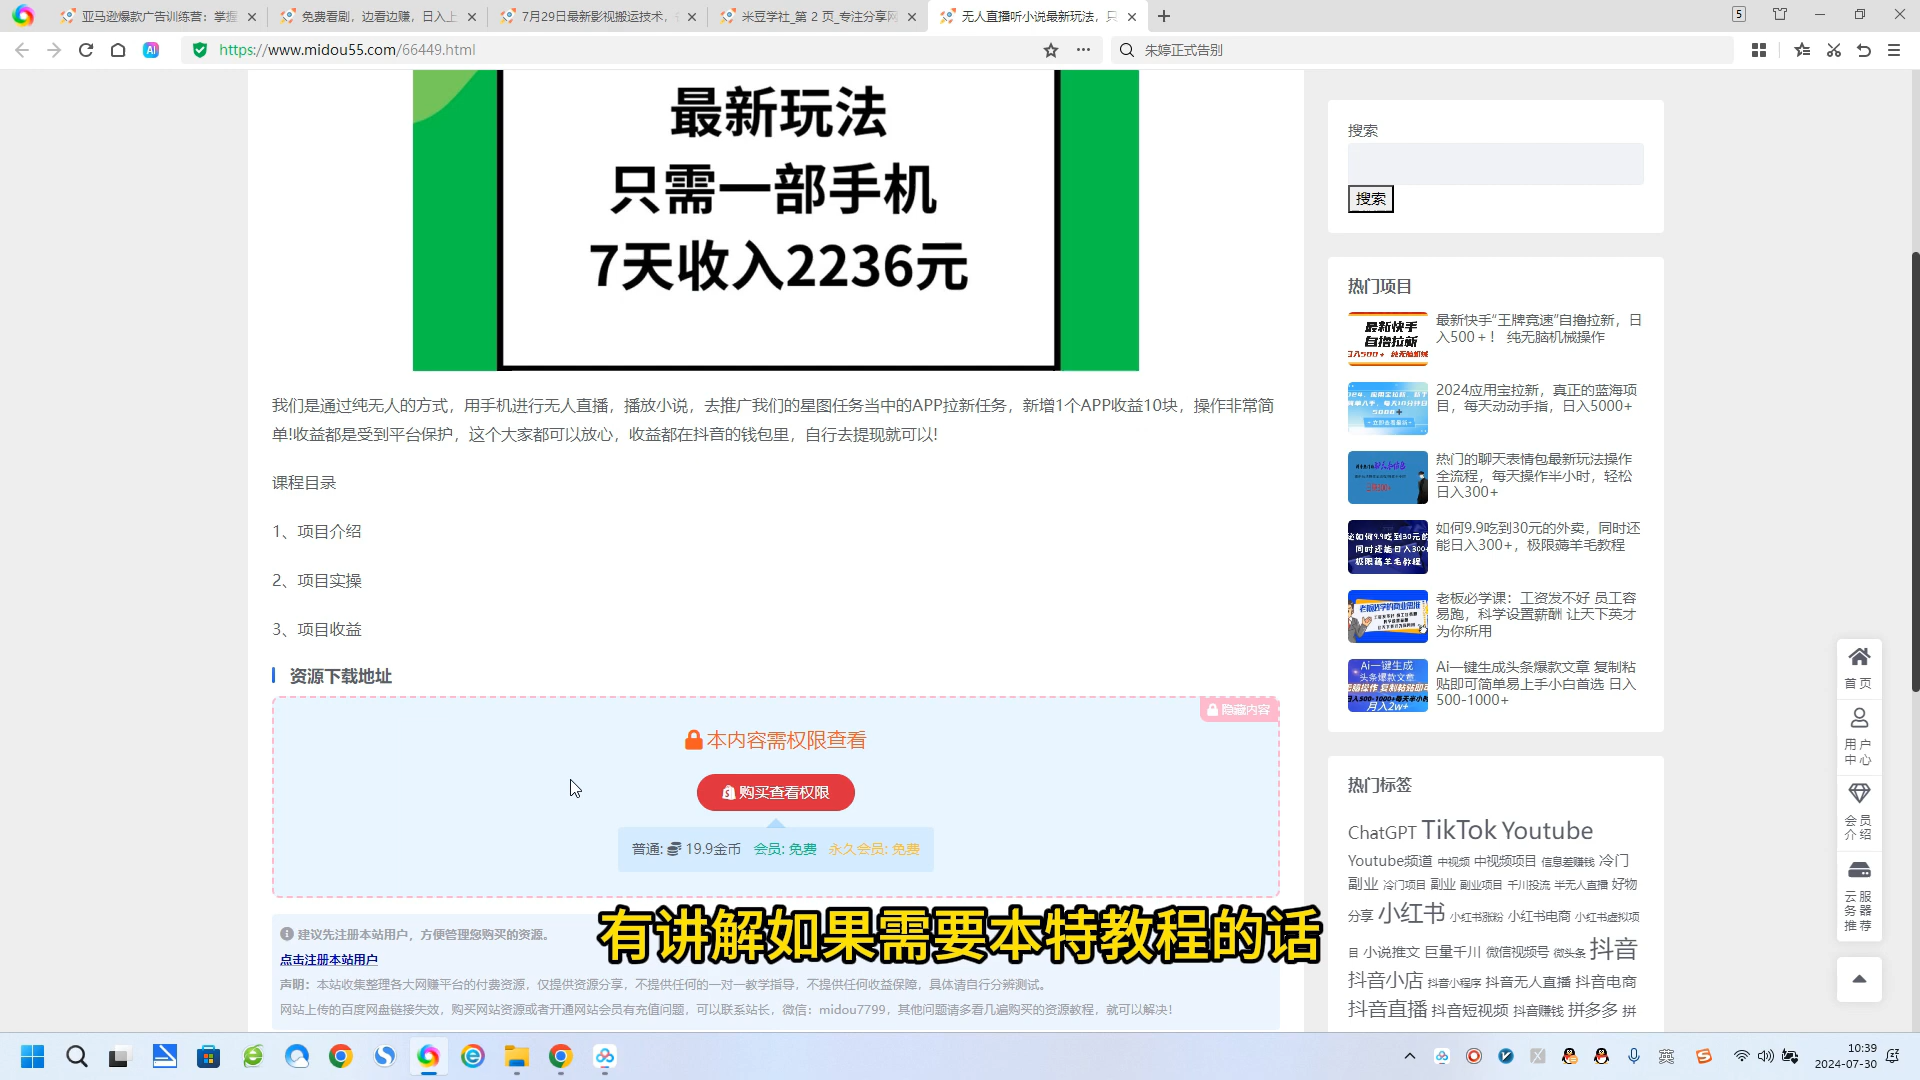 亚马逊爆款广告训练营：掌握
免费看剧，边看边赚，日入上
7月29日最新影视搬运技术，
米豆学社_第 2 页_专注分享网
无人直播听小说最新玩法，只
https://www.midou55.com/66449.html
朱婷正式告别
最新玩法
只需一部手机
7天收入2236元
我们是通过纯无人的方式，用手机进行无人直播，播放小说，去推广我们的星图任务当中的APP拉新任务，新增1个APP收益10块，操作非常简
单!收益都是受到平台保护，这个大家都可以放心，收益都在抖音的钱包里，自行去提现就可以!
课程目录
1、项目介绍
2、项目实操
3、项目收益
资源下载地址
隐藏内容
本内容需权限查看
购买查看权限
普通: 19.9金币 会员: 免费 永久会员: 免费
建议先注册本站用户，方便管理您购买的资源。
点击注册本站用户
声明：本站收集整理各大网赚平台的付费资源，仅提供资源分享，不提供任何的一对一教学指导，不提供任何收益保障，具体请自行分辨测试。
网站上传的百度网盘链接失效，购买网站资源或者开通网站会员有充值问题，可以联系站长，微信：midou7799，其他问题请多看几遍购买的资源教程，就可以解决！
有讲解如果需要本特教程的话
搜索
搜索
热门项目
最新快手
自撸拉新
最新快手“王牌竞速”自撸拉新，日
入500＋！ 纯无脑机械操作
2024应用宝拉新，真正的蓝海项
目，每天动动手指，日入5000+
热门的聊天表情包最新玩法操作
全流程，每天操作半小时，轻松
日入300+
如何9.9吃到30元的外卖，同时还
能日入300+，极限薅羊毛教程
老板必学课：工资发不好 员工容
易跑，科学设置薪酬 让天下英才
为你所用
Ai一键生成
头条爆款文章
月入2w+
Ai一键生成头条爆款文章 复制粘
贴即可简单易上手小白首选 日入
500-1000+
热门标签
ChatGPT TikTok Youtube
Youtube频道 中视频 中视频项目 信息差赚钱 冷门
副业 冷门项目 副业 副业项目 千川投流 半无人直播 好物
分享 小红书 小红书涨粉 小红书电商 小红书虚拟项
目 小说推文 巨量千川 微信视频号 微头条 抖音
抖音小店 抖音小程序 抖音无人直播 抖音电商
抖音直播 抖音短视频 抖音赚钱 拼多多 拼
首页
用户
中心
会员
介绍
云服
务器
推荐
英
10:39
2024-07-30